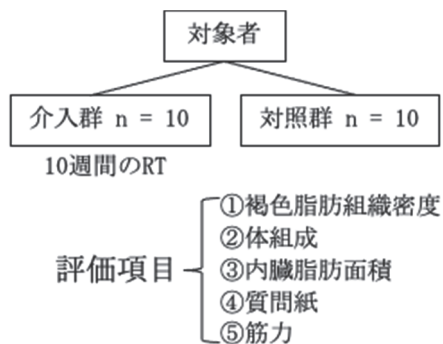 対象者
介入群 n = 10
対照群 n = 10
10週間のRT
評価項目
①褐色脂肪組織密度
②体組成
③内臓脂肪面積
④質問紙
⑤筋力